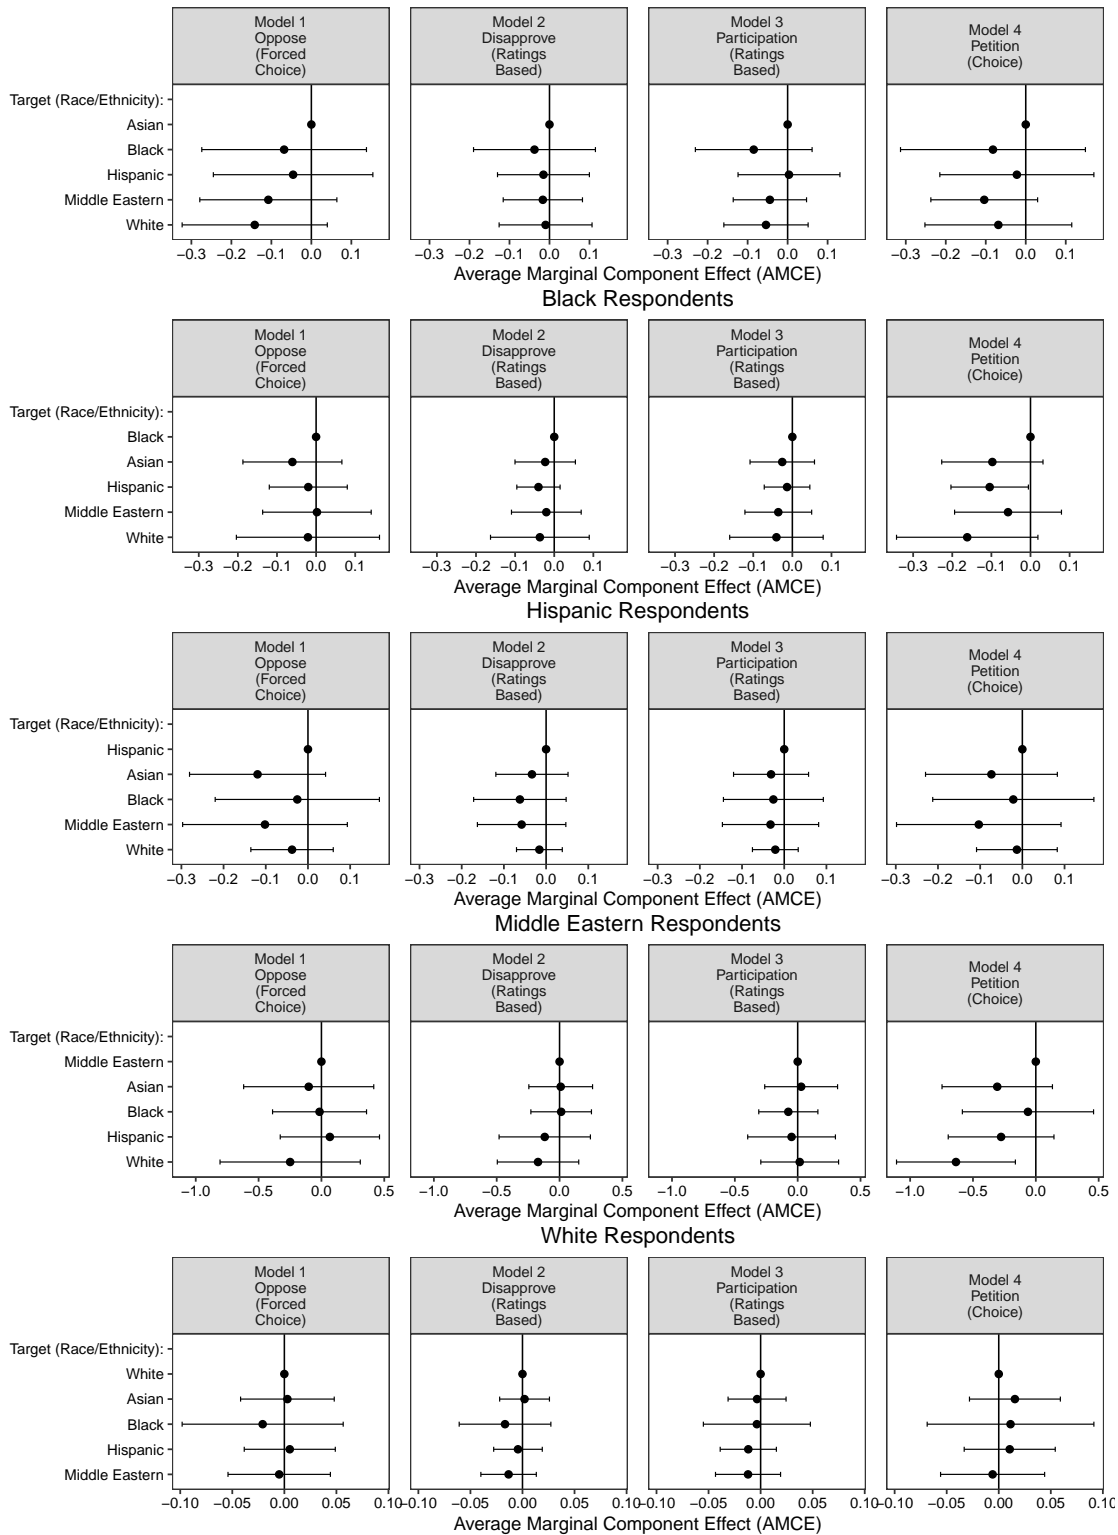 Model 1
Oppose
(Forced
Choice)
Model 2
Disapprove
(Ratings
Based)
Model 3
Participation
(Ratings
Based)
Model 4
Petition
(Choice)
Target (Race/Ethnicity):
Asian
Black
Hispanic
Middle Eastern
White
−0.3 −0.2 −0.1 0.0 0.1 −0.3 −0.2 −0.1 0.0 0.1 −0.3 −0.2 −0.1 0.0 0.1 −0.3 −0.2 −0.1 0.0 0.1
Average Marginal Component Effect (AMCE)
Black Respondents
Model 1
Oppose
(Forced
Choice)
Model 2
Disapprove
(Ratings
Based)
Model 3
Participation
(Ratings
Based)
Model 4
Petition
(Choice)
Target (Race/Ethnicity):
Black
Asian
Hispanic
Middle Eastern
White
−0.3 −0.2 −0.1 0.0 0.1 −0.3 −0.2 −0.1 0.0 0.1 −0.3 −0.2 −0.1 0.0 0.1 −0.3 −0.2 −0.1 0.0 0.1
Average Marginal Component Effect (AMCE)
Hispanic Respondents
Model 1
Oppose
(Forced
Choice)
Model 2
Disapprove
(Ratings
Based)
Model 3
Participation
(Ratings
Based)
Model 4
Petition
(Choice)
Target (Race/Ethnicity):
Hispanic
Asian
Black
Middle Eastern
White
−0.3 −0.2 −0.1 0.0 0.1 −0.3 −0.2 −0.1 0.0 0.1 −0.3 −0.2 −0.1 0.0 0.1 −0.3 −0.2 −0.1 0.0 0.1
Average Marginal Component Effect (AMCE)
Middle Eastern Respondents
Model 1
Oppose
(Forced
Choice)
Model 2
Disapprove
(Ratings
Based)
Model 3
Participation
(Ratings
Based)
Model 4
Petition
(Choice)
Target (Race/Ethnicity):
Middle Eastern
Asian
Black
Hispanic
White
−1.0 −0.5 0.0 0.5 −1.0 −0.5 0.0 0.5 −1.0 −0.5 0.0 0.5 −1.0 −0.5 0.0 0.5
Average Marginal Component Effect (AMCE)
White Respondents
Model 1
Oppose
(Forced
Choice)
Model 2
Disapprove
(Ratings
Based)
Model 3
Participation
(Ratings
Based)
Model 4
Petition
(Choice)
Target (Race/Ethnicity):
White
Asian
Black
Hispanic
Middle Eastern
−0.10 −0.05 0.00 0.05 0.10 −0.10 −0.05 0.00 0.05 0.10 −0.10 −0.05 0.00 0.05 0.10 −0.10 −0.05 0.00 0.05 0.10
Average Marginal Component Effect (AMCE)